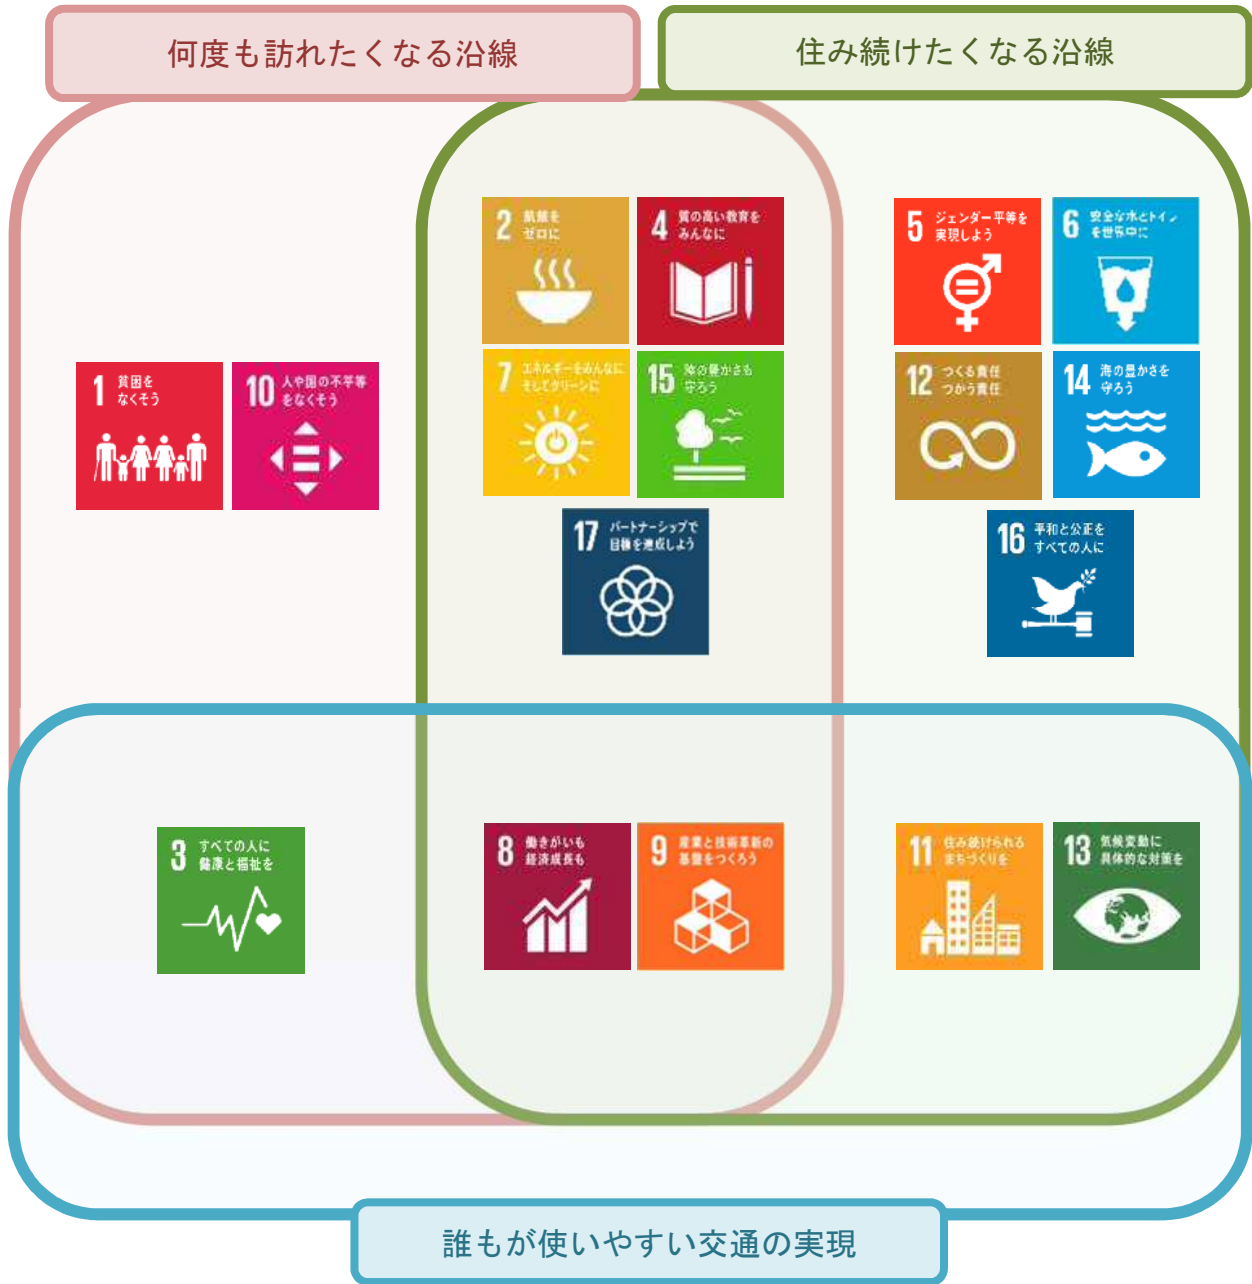 何度も訪れたくなる沿線
住み続けたくなる沿線
2 飢餓を
ゼロに
4 質の高い教育を
みんなに
5 ジェンダー平等を
実現しよう
6 安全な水とトイレ
を世界中に
1 貧困を
なくそう
10 人や国の不平等
をなくそう
7 エネルギーをみんなに
そしてクリーンに
15 陸の豊かさも
守ろう
12 つくる責任
つかう責任
14 海の豊かさを
守ろう
17 パートナーシップで
目標を達成しよう
16 平和と公正を
すべての人に
3 すべての人に
健康と福祉を
8 働きがいも
経済成長も
9 産業と技術革新の
基盤をつくろう
11 住み続けられる
まちづくりを
13 気候変動に
具体的な対策を
誰もが使いやすい交通の実現